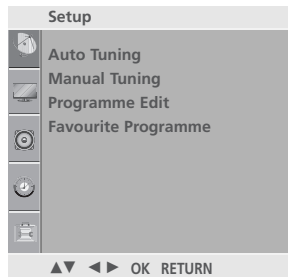 Setup
Auto Tuning
Manual Tuning
Programme Edit
Favourite Programme
▲▼ ◄► OK RETURN